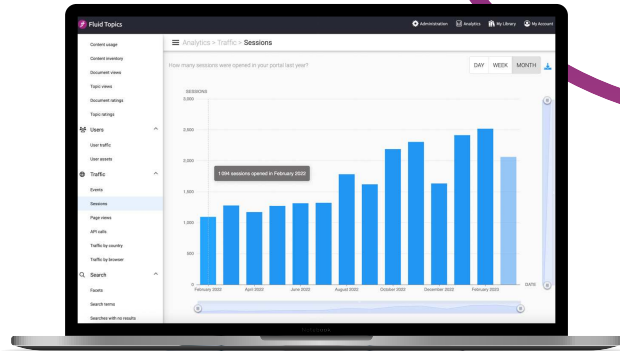 Fluid Topics
Administration
Analytics
My Library
My Account
Content usage
Content inventory
Document views
Topic views
Document ratings
Topic ratings
Users
User traffic
User assets
Traffic
Events
Sessions
Page views
API calls
Traffic by country
Traffic by browser
Search
Facets
Search terms
Searches with no results
Analytics > Traffic > Sessions
How many sessions were opened in your portal last year?
DAY WEEK MONTH
SESSIONS
3,000
2,500
2,000
1,500
1,000
500
0
1 094 sessions opened in February 2022
February 2022 April 2022 June 2022 August 2022 October 2022 December 2022 February 2023
DATE